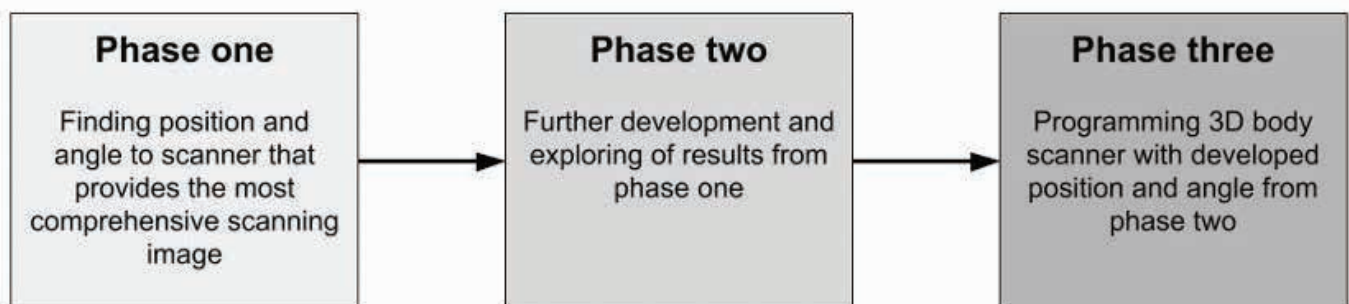 Phase one
Finding position and
angle to scanner that
provides the most
comprehensive scanning
image
Phase two
Further development and
exploring of results from
phase one
Phase three
Programming 3D body
scanner with developed
position and angle from
phase two